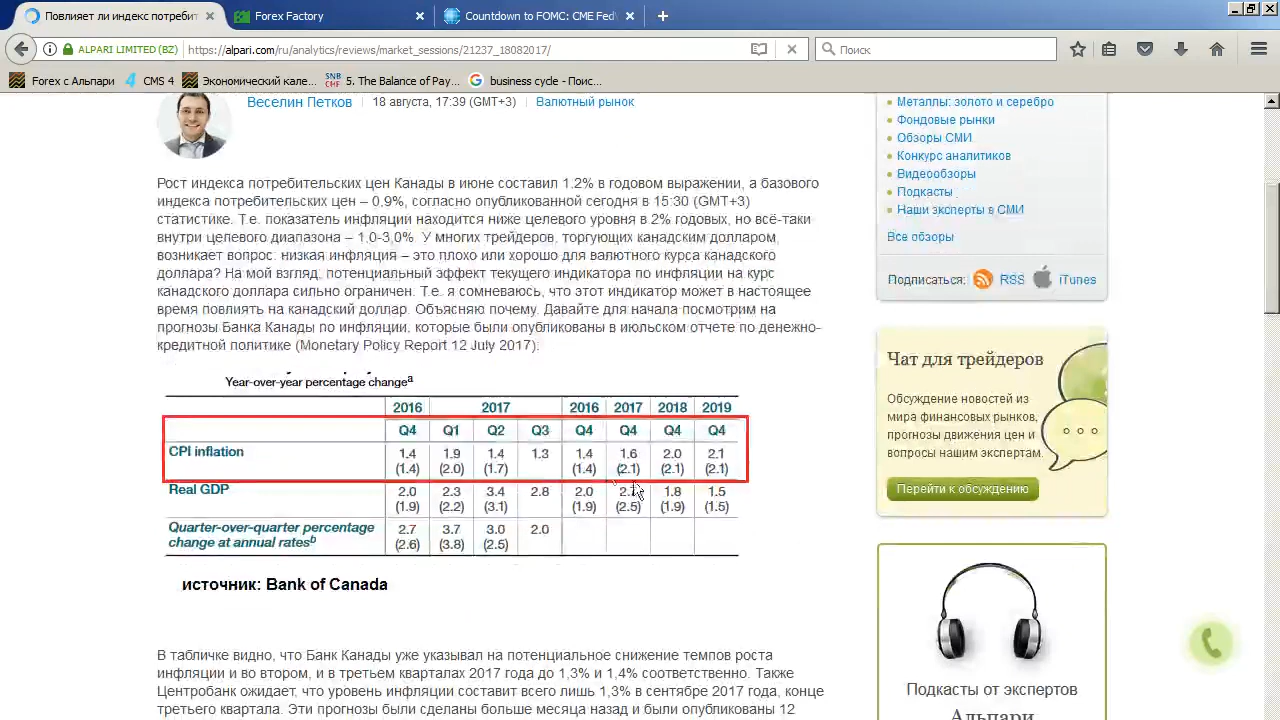 Повлияет ли индекс потребит
Forex Factory
Countdown to FOMC: CME Fed
ALPARI LIMITED (BZ)
https://alpari.com/ru/analytics/reviews/market_sessions/21237_18082017/
Поиск
Forex с Альпари
CMS 4
Экономический кале...
SNB CHF
5. The Balance of Pay...
business cycle - Поис...
Веселин Петков
18 августа, 17:39 (GMT+3)
Валютный рынок
Рост индекса потребительских цен Канады в июне составил 1.2% в годовом выражении, а базового
индекса потребительских цен – 0,9%, согласно опубликованной сегодня в 15:30 (GMT+3)
статистике. Т.е. показатель инфляции находится ниже целевого уровня в 2% годовых, но всё-таки
внутри целевого диапазона – 1,0-3,0%. У многих трейдеров, торгующих канадским долларом,
возникает вопрос: низкая инфляция – это плохо или хорошо для валютного курса канадского
доллара? На мой взгляд, потенциальный эффект текущего индикатора по инфляции на курс
канадского доллара сильно ограничен. Т.е. я сомневаюсь, что этот индикатор может в настоящее
время повлиять на канадский доллар. Объясняю почему. Давайте для начала посмотрим на
прогнозы Банка Канады по инфляции, которые были опубликованы в июльском отчете по денежно-
кредитной политике (Monetary Policy Report 12 July 2017):
Year-over-year percentage changeª
2016 2017 2016 2017 2018 2019
Q4 Q1 Q2 Q3 Q4 Q4 Q4 Q4
CPI inflation 1.4 1.9 1.4 1.3 1.4 1.6 2.0 2.1
(1.4) (2.0) (1.7) (1.4) (2.1) (2.1) (2.1)
Real GDP 2.0 2.3 3.4 2.8 2.0 1.8 1.5
(1.9) (2.2) (3.1) (1.9) (2.5) (1.9) (1.5)
Quarter-over-quarter percentage 2.7 3.7 3.0 2.0
change at annual ratesᵇ (2.6) (3.8) (2.5)
источник: Bank of Canada
В табличке видно, что Банк Канады уже указывал на потенциальное снижение темпов роста
инфляции и во втором, и в третьем кварталах 2017 года до 1,3% и 1,4% соответственно. Также
Центробанк ожидает, что уровень инфляции составит всего лишь 1,3% в сентябре 2017 года, конце
третьего квартала. Эти прогнозы были сделаны больше месяца назад и были опубликованы 12
Металлы: золото и серебро
Фондовые рынки
Обзоры СМИ
Конкурс аналитиков
Видеообзоры
Подкасты
Наши эксперты в СМИ
Все обзоры
Подписаться: RSS iTunes
Чат для трейдеров
Обсуждение новостей из
мира финансовых рынков,
прогнозы движения цен и
вопросы нашим экспертам.
Перейти к обсуждению
Подкасты от экспертов
Альпари